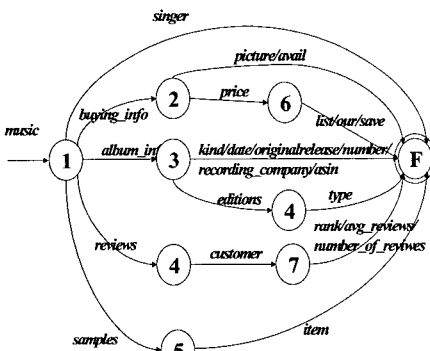 singer
picture/avail
2
price
6
buying_info
list/our/save
music
1
album_inf
3
kind/date/originalrelease/number/
recording_company/asin
F
editions
4
type
reviews
4
customer
7
rank/avg_reviews/
number_of_reviwes
samples
5
item